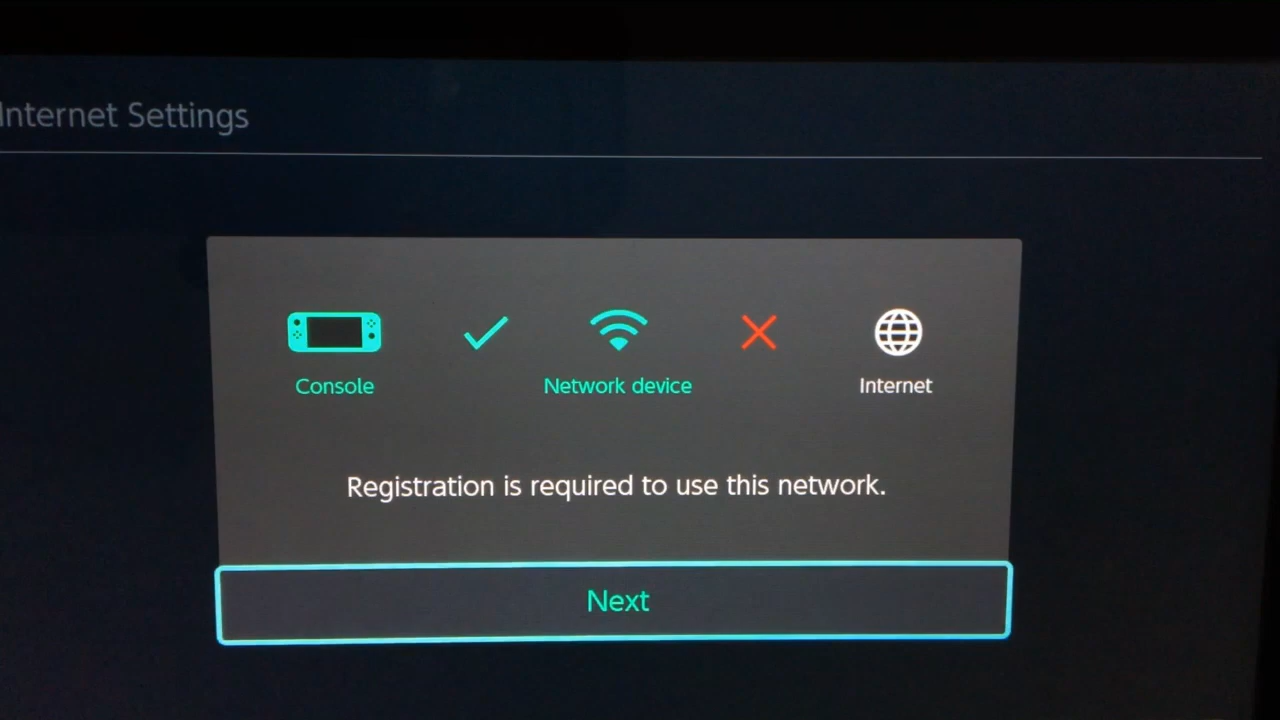 Internet Settings
Console
Network device
Internet
Registration is required to use this network.
Next